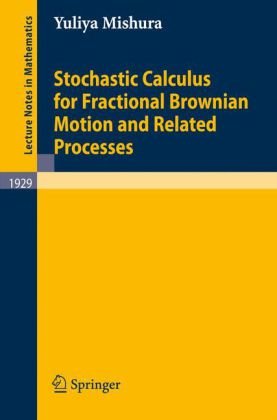 Yuliya Mishura
Lecture Notes in Mathematics
Stochastic Calculus
for Fractional Brownian
Motion and Related
Processes
1929
Springer